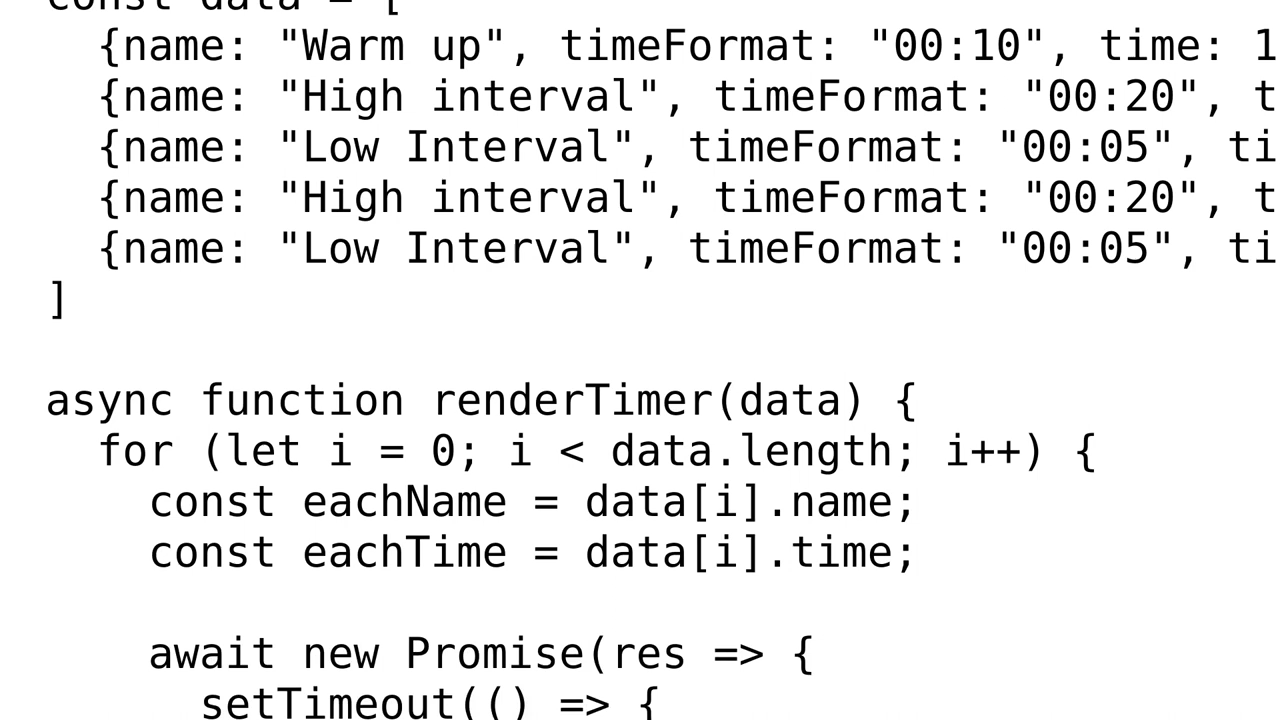 const data = [
{name: "Warm up", timeFormat: "00:10", time: 1
{name: "High interval", timeFormat: "00:20", t
{name: "Low Interval", timeFormat: "00:05", ti
{name: "High interval", timeFormat: "00:20", t
{name: "Low Interval", timeFormat: "00:05", ti
]
async function renderTimer(data) {
for (let i = 0; i < data.length; i++) {
const eachName = data[i].name;
const eachTime = data[i].time;
await new Promise(res => {
setTimeout(() => {